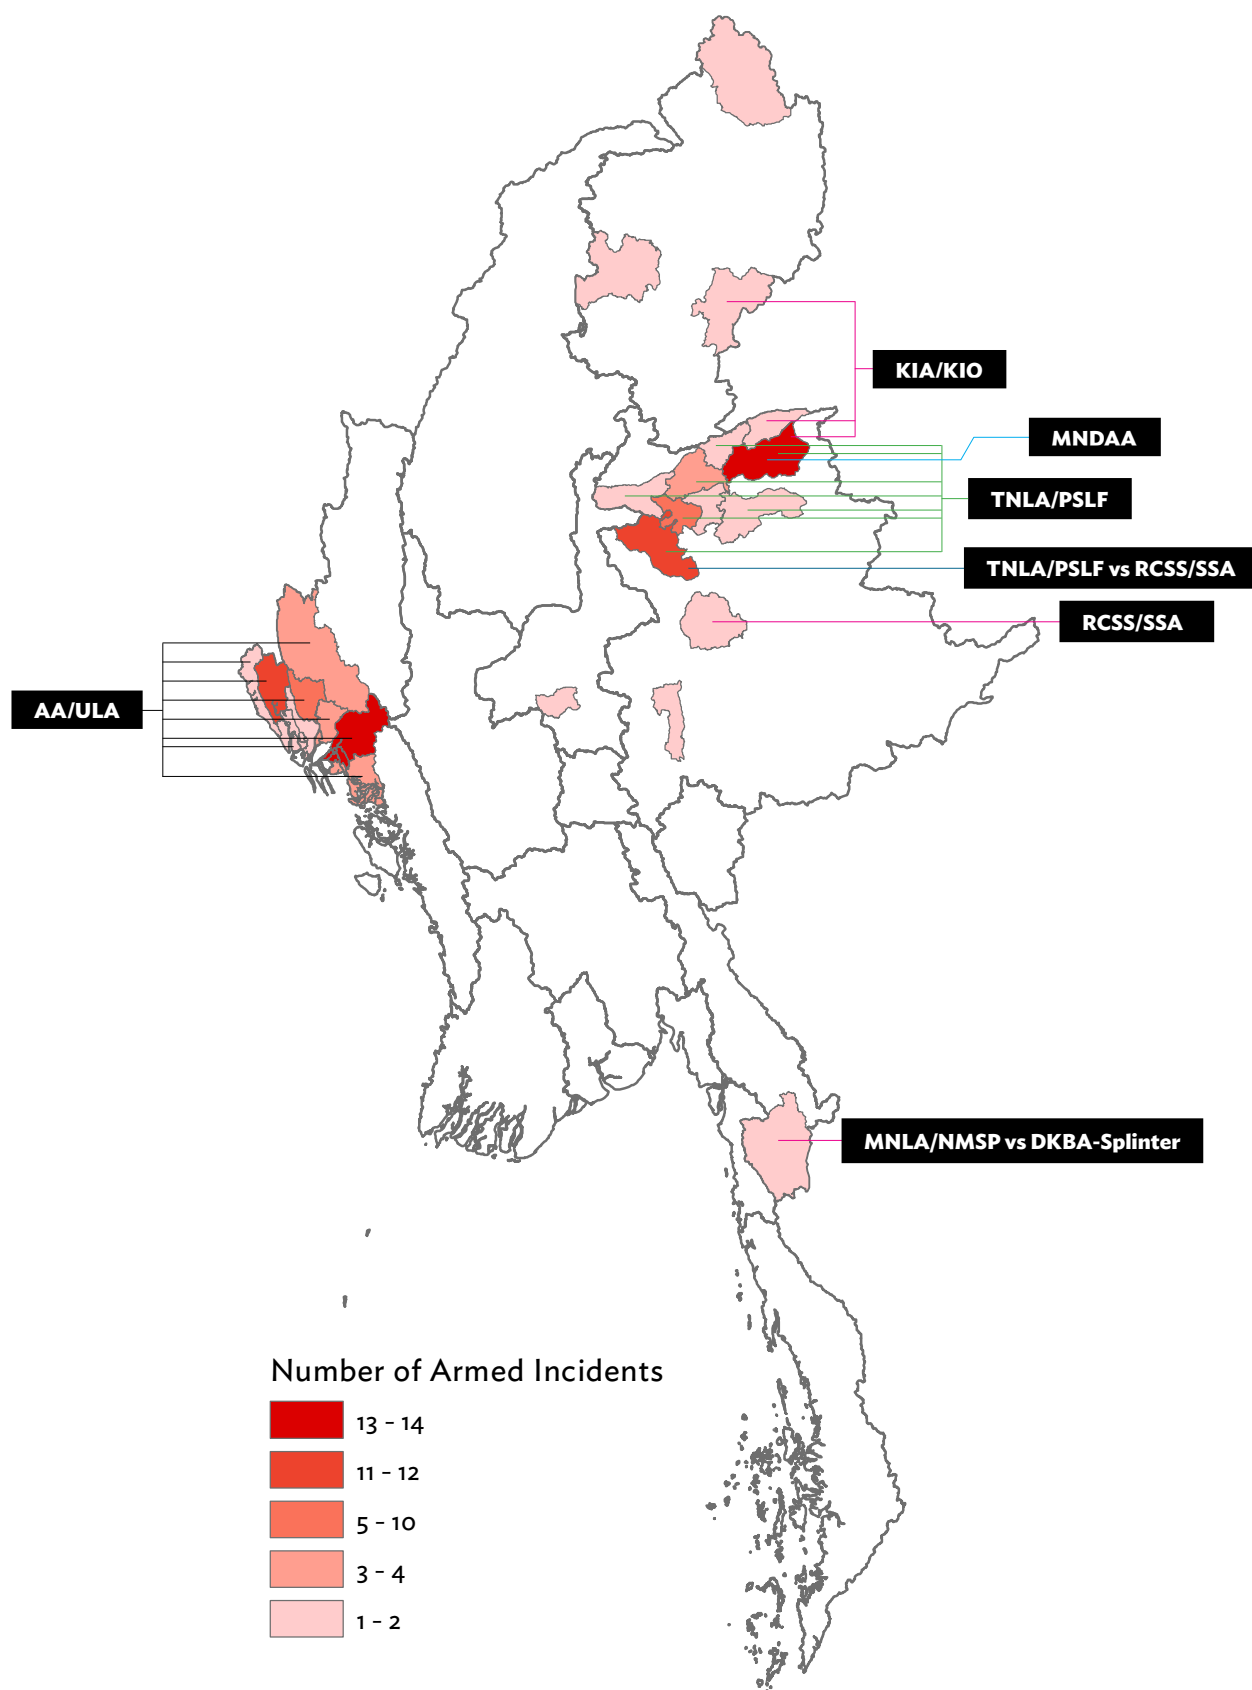 KIA/KIO
MNDAA
TNLA/PSLF
TNLA/PSLF vs RCSS/SSA
RCSS/SSA
AA/ULA
MNLA/NMSP vs DKBA-Splinter
Number of Armed Incidents
13 - 14
11 - 12
5 - 10
3 - 4
1 - 2